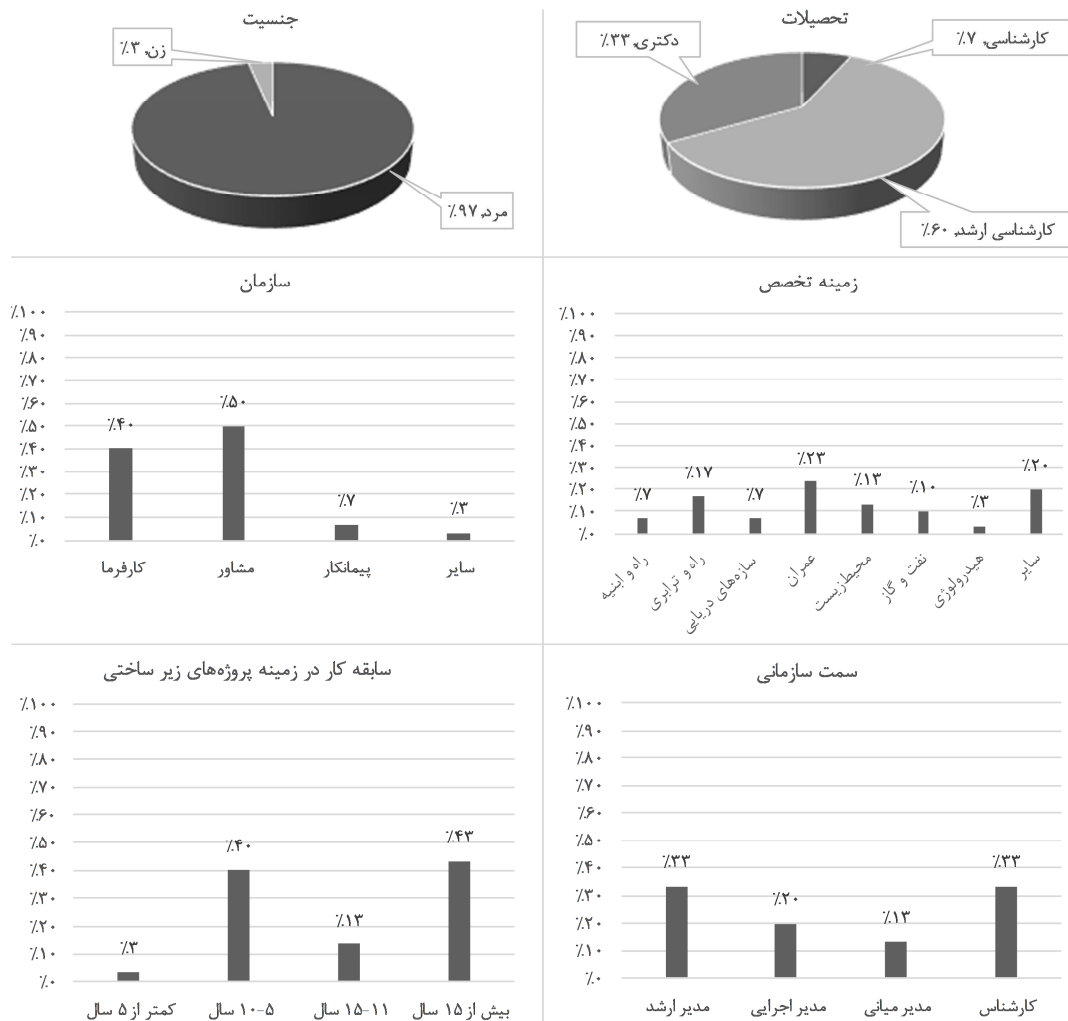 تحصیلات
کارشناسی, ٪۷
دکتری, ٪۳۳
کارشناسی ارشد, ٪۶۰
جنسیت
زن, ٪۳
مرد, ٪۹۷
زمینه تخصص
٪۱۰۰
٪۹۰
٪۸۰
٪۷۰
٪۶۰
٪۵۰
٪۴۰
٪۳۰
٪۲۰
٪۱۰
٪۰
٪۷
٪۱۷
٪۷
٪۲۳
٪۱۳
٪۱۰
٪۳
٪۲۰
راه و ابنیه
راه و ترابری
سازه‌های دریایی
عمران
محیط‌زیست
نفت و گاز
هیدرولوژی
سایر
سازمان
٪۱۰۰
٪۹۰
٪۸۰
٪۷۰
٪۶۰
٪۵۰
٪۴۰
٪۳۰
٪۲۰
٪۱۰
٪۰
٪۴۰
٪۵۰
٪۷
٪۳
کارفرما
مشاور
پیمانکار
سایر
سمت سازمانی
٪۱۰۰
٪۹۰
٪۸۰
٪۷۰
٪۶۰
٪۵۰
٪۴۰
٪۳۰
٪۲۰
٪۱۰
٪۰
٪۳۳
٪۲۰
٪۱۳
٪۳۳
مدیر ارشد
مدیر اجرایی
مدیر میانی
کارشناس
سابقه کار در زمینه پروژه‌های زیر ساختی
٪۱۰۰
٪۹۰
٪۸۰
٪۷۰
٪۶۰
٪۵۰
٪۴۰
٪۳۰
٪۲۰
٪۱۰
٪۰
٪۳
٪۴۰
٪۱۳
٪۴۳
کمتر از ۵ سال
۵-۱۰ سال
۱۱-۱۵ سال
بیش از ۱۵ سال